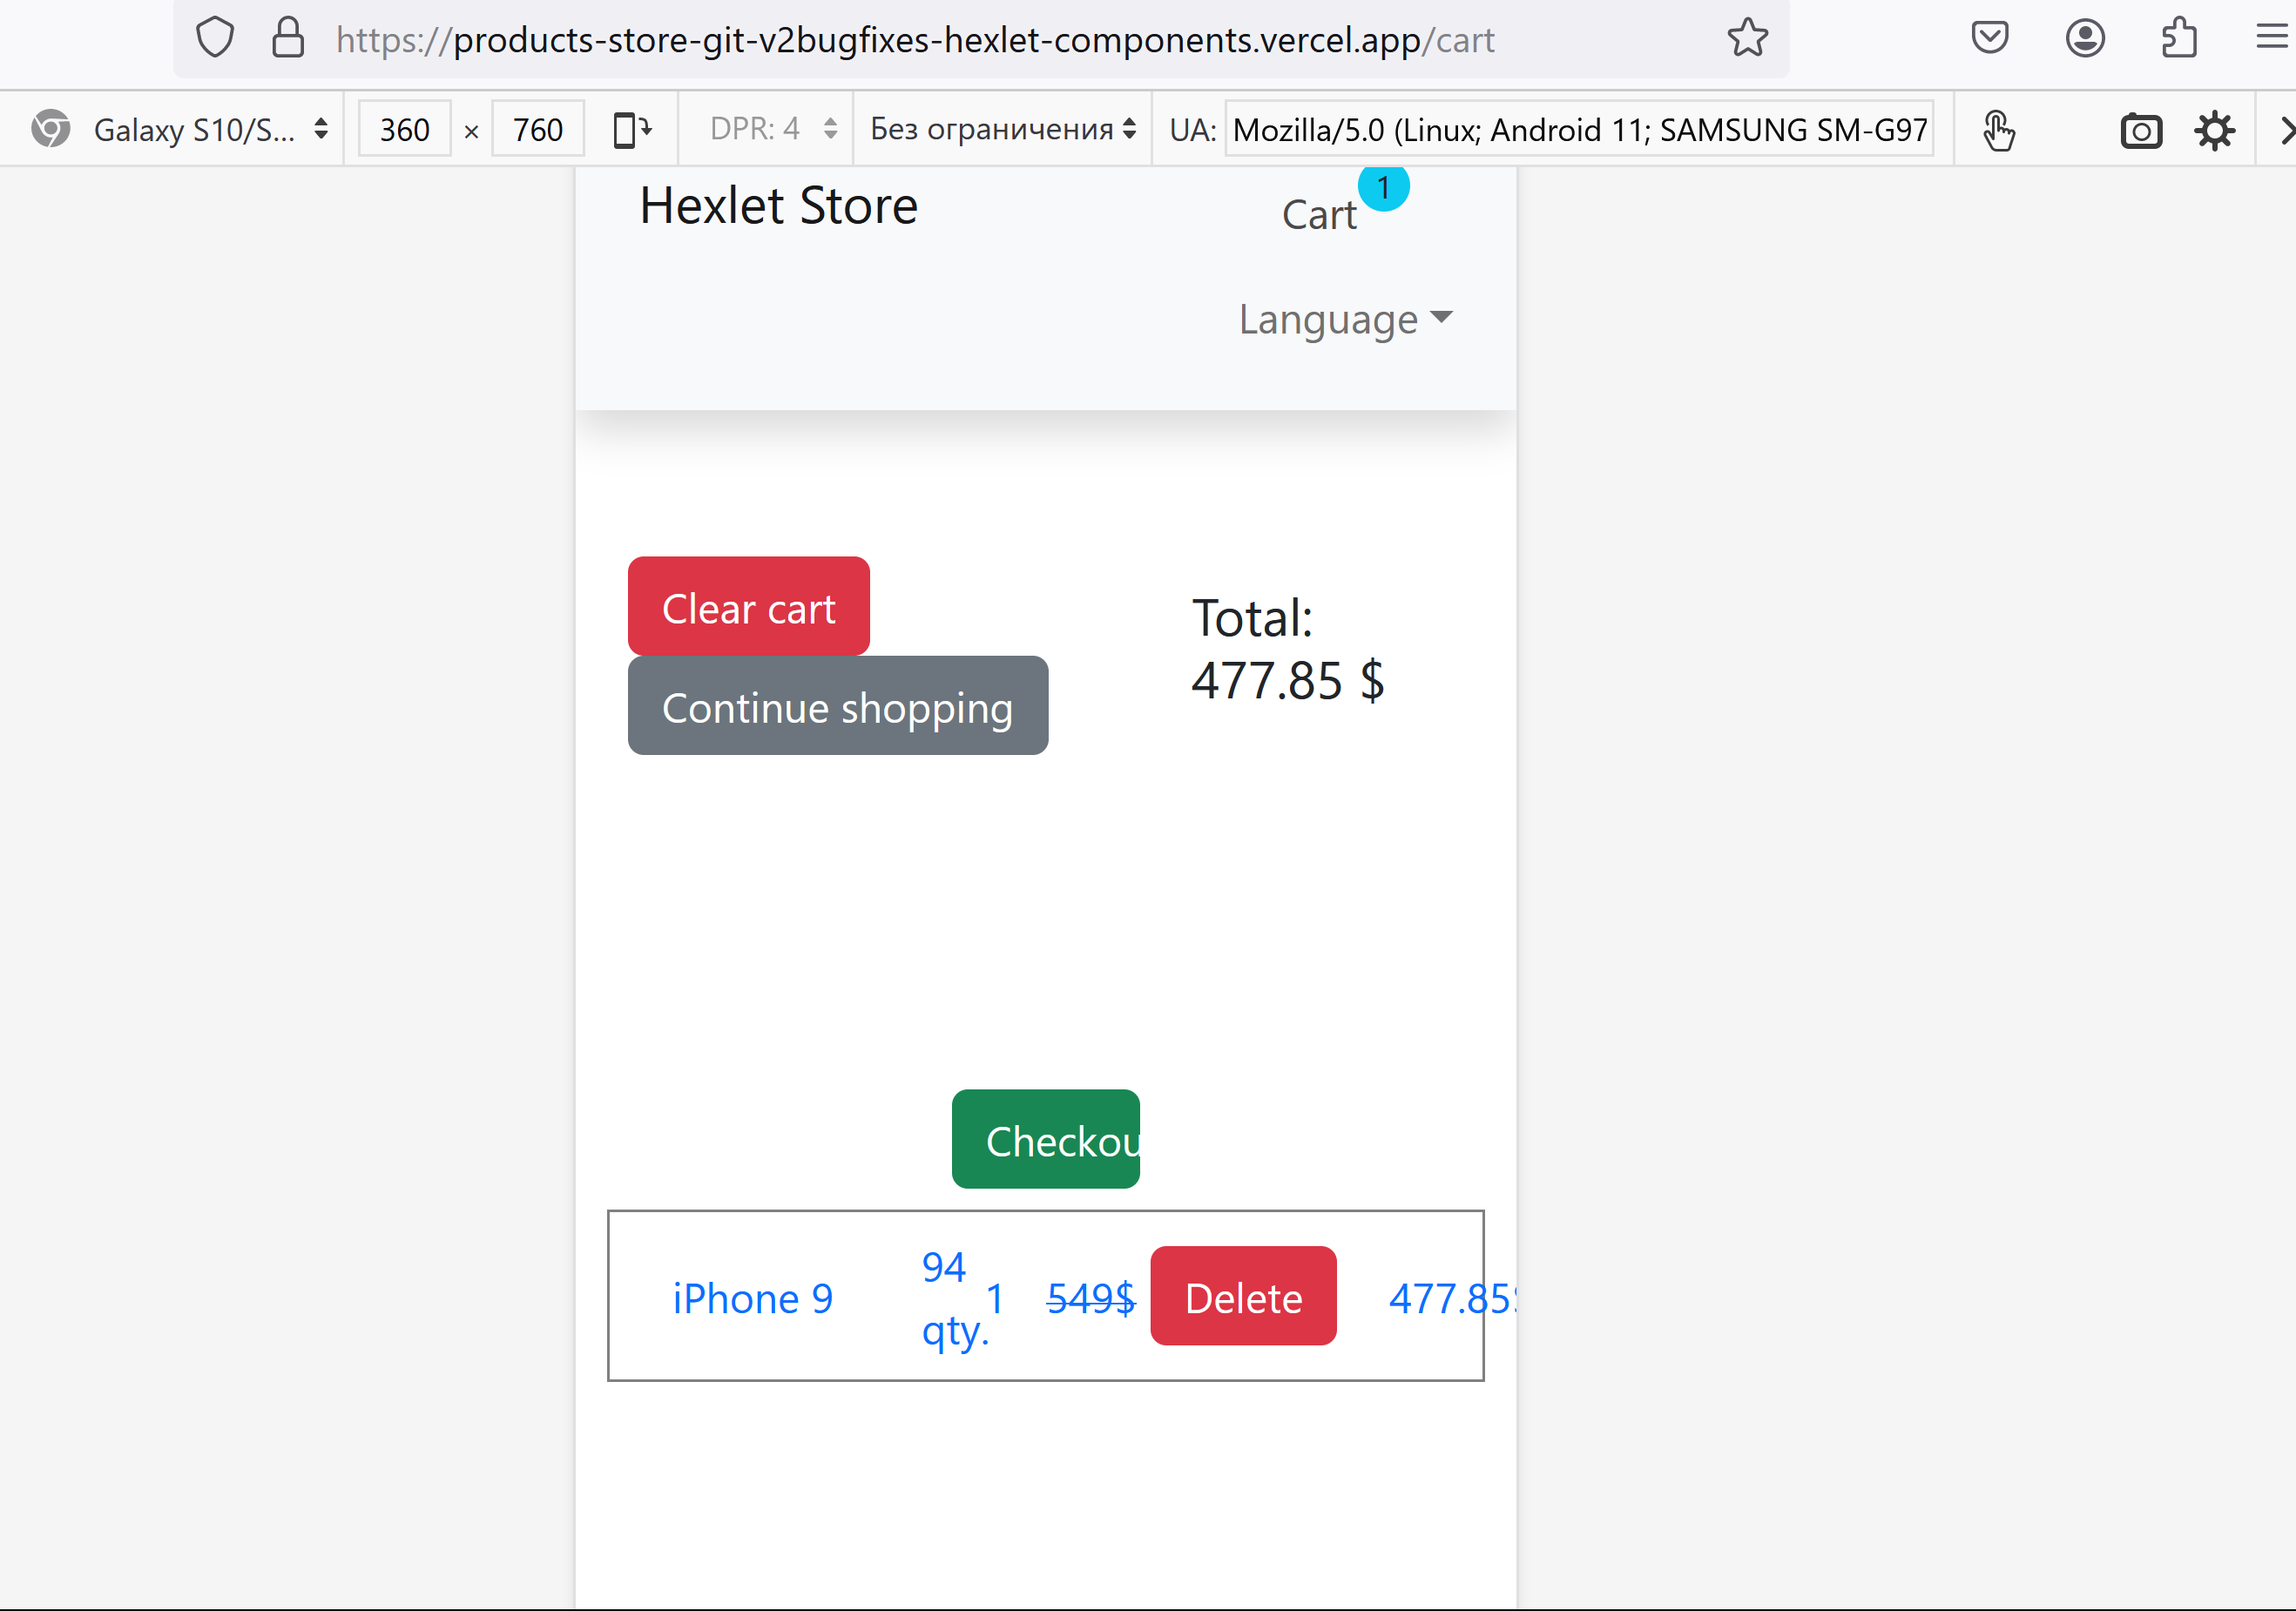 https://products-store-git-v2bugfixes-hexlet-components.vercel.app/cart
Galaxy S10/S... 360 × 760 DPR: 4 Без ограничения UA: Mozilla/5.0 (Linux; Android 11; SAMSUNG SM-G97
Hexlet Store
Cart 1
Language
Clear cart
Continue shopping
Total:
477.85 $
Checkou
iPhone 9 94 qty. 1 549$ Delete 477.85$